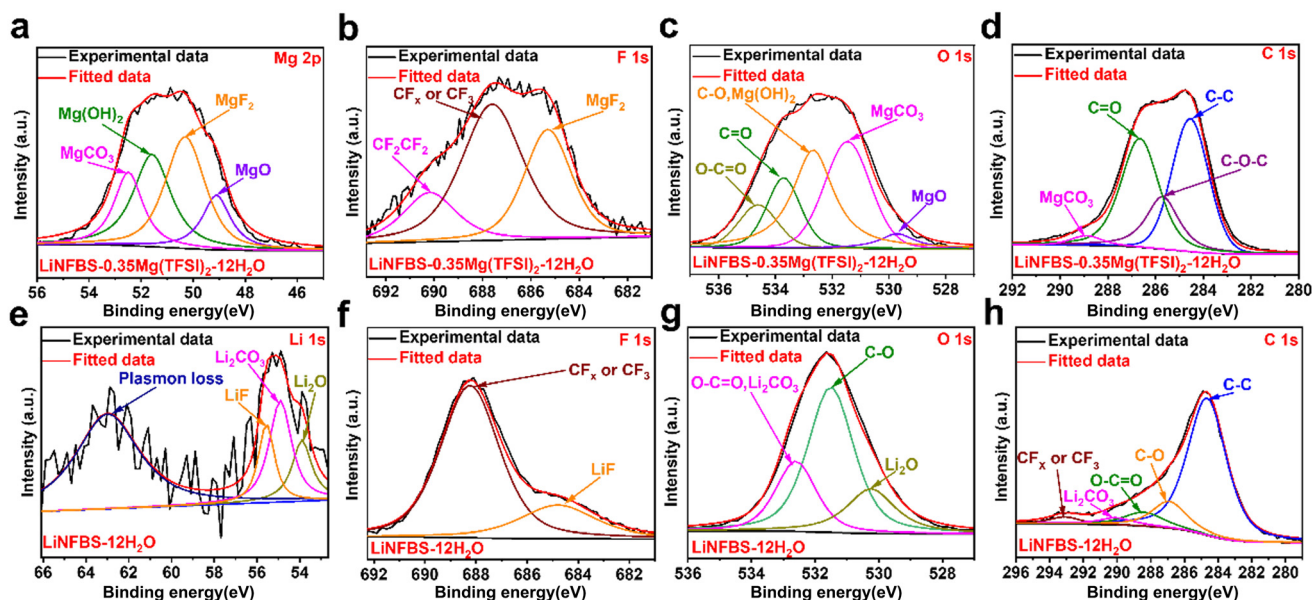 a
Experimental data
Mg 2p
Fitted data
Mg(OH)₂
MgF₂
MgCO₃
MgO
LiNFBS-0.35Mg(TFSI)₂-12H₂O
Intensity (a.u.)
56 54 52 50 48 46
Binding energy(eV)
b
Experimental data
F 1s
Fitted data
CFₓ or CF₃
MgF₂
CF₂CF₂
LiNFBS-0.35Mg(TFSI)₂-12H₂O
Intensity (a.u.)
692 690 688 686 684 682
Binding energy(eV)
c
Experimental data
O 1s
Fitted data
C-O,Mg(OH)₂
MgCO₃
C=O
O-C=O
MgO
LiNFBS-0.35Mg(TFSI)₂-12H₂O
Intensity (a.u.)
536 534 532 530 528
Binding energy(eV)
d
Experimental data
C 1s
Fitted data
C=O
C-C
C-O-C
MgCO₃
LiNFBS-0.35Mg(TFSI)₂-12H₂O
Intensity (a.u.)
292 290 288 286 284 282 280
Binding energy(eV)
e
Experimental data
Li 1s
Fitted data
Li₂CO₃
Plasmon loss
Li₂O
LiF
LiNFBS-12H₂O
Intensity (a.u.)
66 64 62 60 58 56 54
Binding energy(eV)
f
Experimental data
F 1s
Fitted data
CFₓ or CF₃
LiF
LiNFBS-12H₂O
Intensity (a.u.)
692 690 688 686 684 682
Binding energy(eV)
g
Experimental data
O 1s
Fitted data
C-O
O-C=O,Li₂CO₃
Li₂O
LiNFBS-12H₂O
Intensity (a.u.)
536 534 532 530 528
Binding energy(eV)
h
Experimental data
C 1s
Fitted data
C-C
CFₓ or CF₃
C-O
O-C=O
Li₂CO₃
LiNFBS-12H₂O
Intensity (a.u.)
296 294 292 290 288 286 284 282 280
Binding energy(eV)